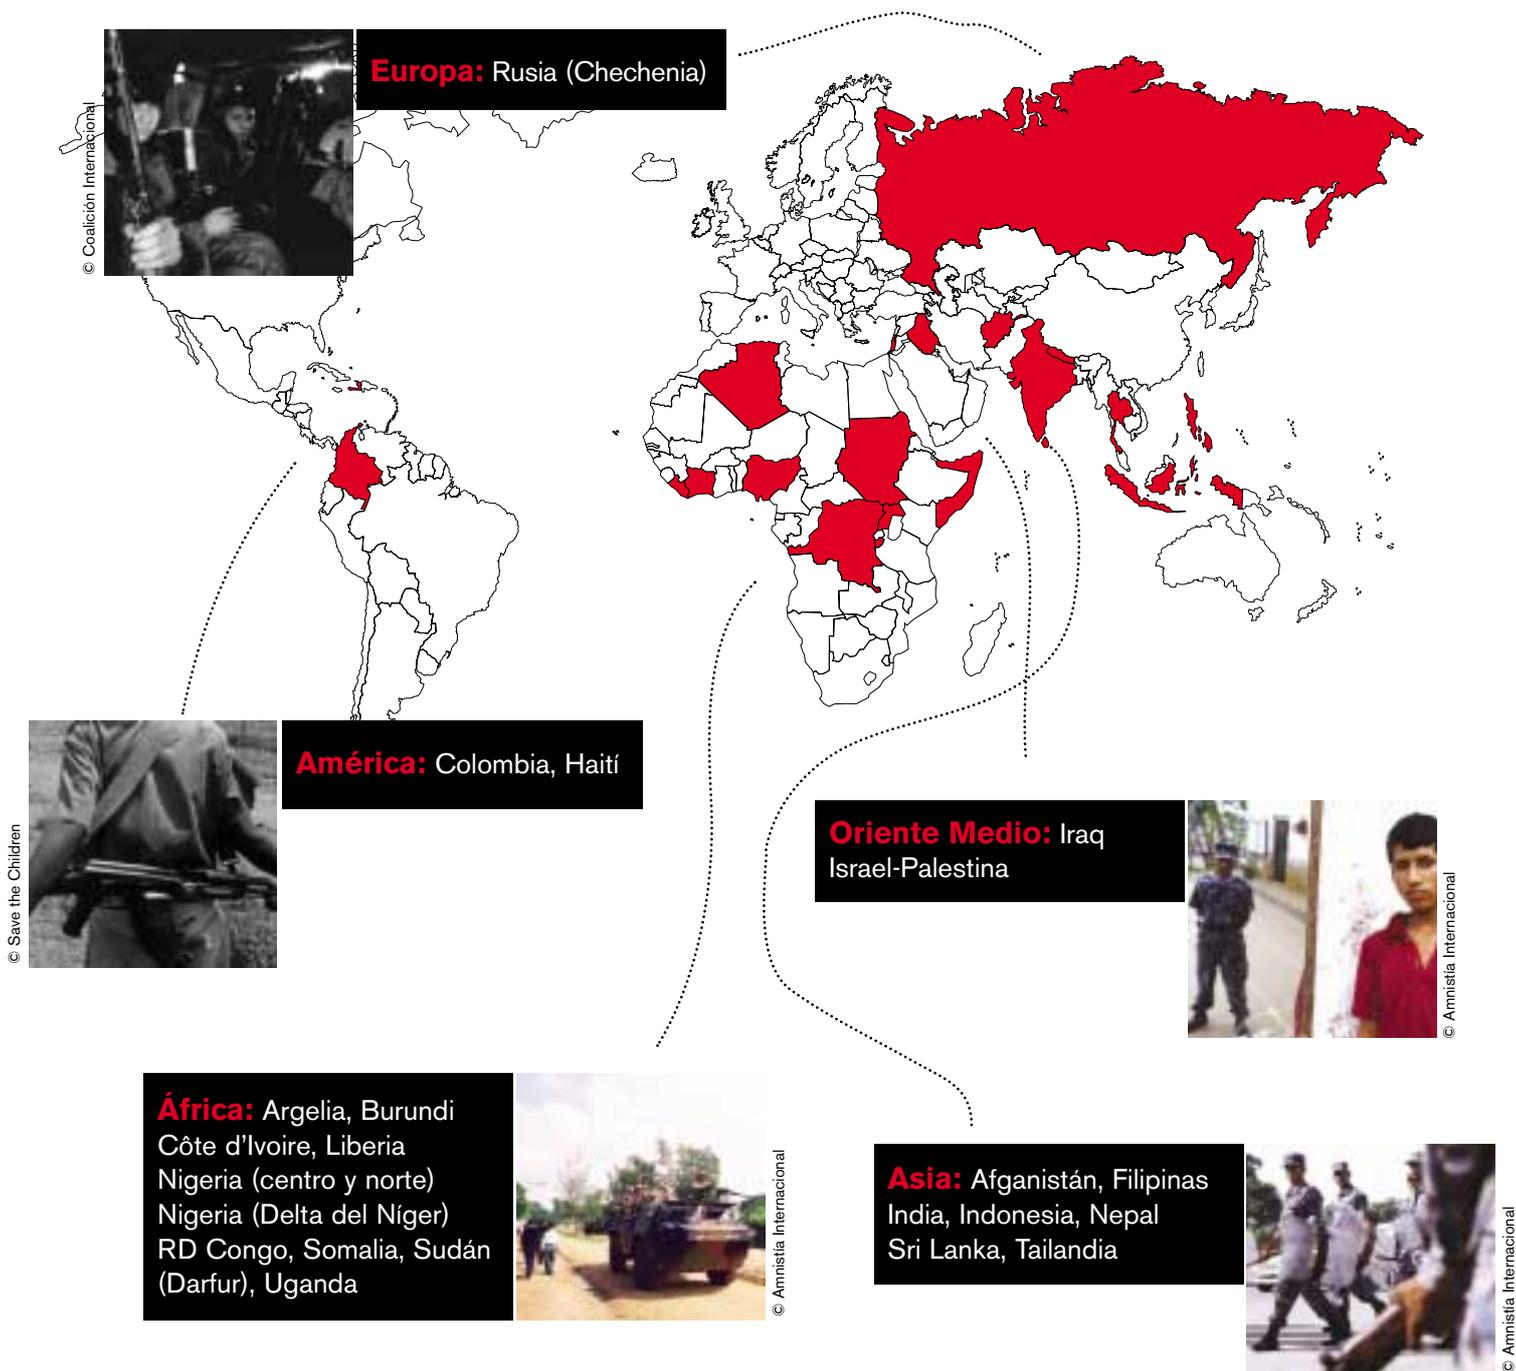 © Coalición Internacional
Europa: Rusia (Chechenia)
© Save the Children
América: Colombia, Haití
Oriente Medio: Iraq
Israel-Palestina
© Amnistía Internacional
África: Argelia, Burundi
Côte d’Ivoire, Liberia
Nigeria (centro y norte)
Nigeria (Delta del Níger)
RD Congo, Somalia, Sudán
(Darfur), Uganda
© Amnistía Internacional
Asia: Afganistán, Filipinas
India, Indonesia, Nepal
Sri Lanka, Tailandia
© Amnistía Internacional